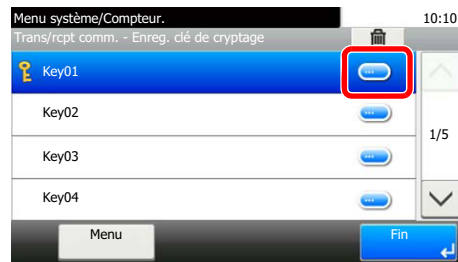 Menu système/Compteur. 10:10
Trans/rcpt comm. - Enreg. clé de cryptage
Key01
Key02
1/5
Key03
Key04
Menu Fin